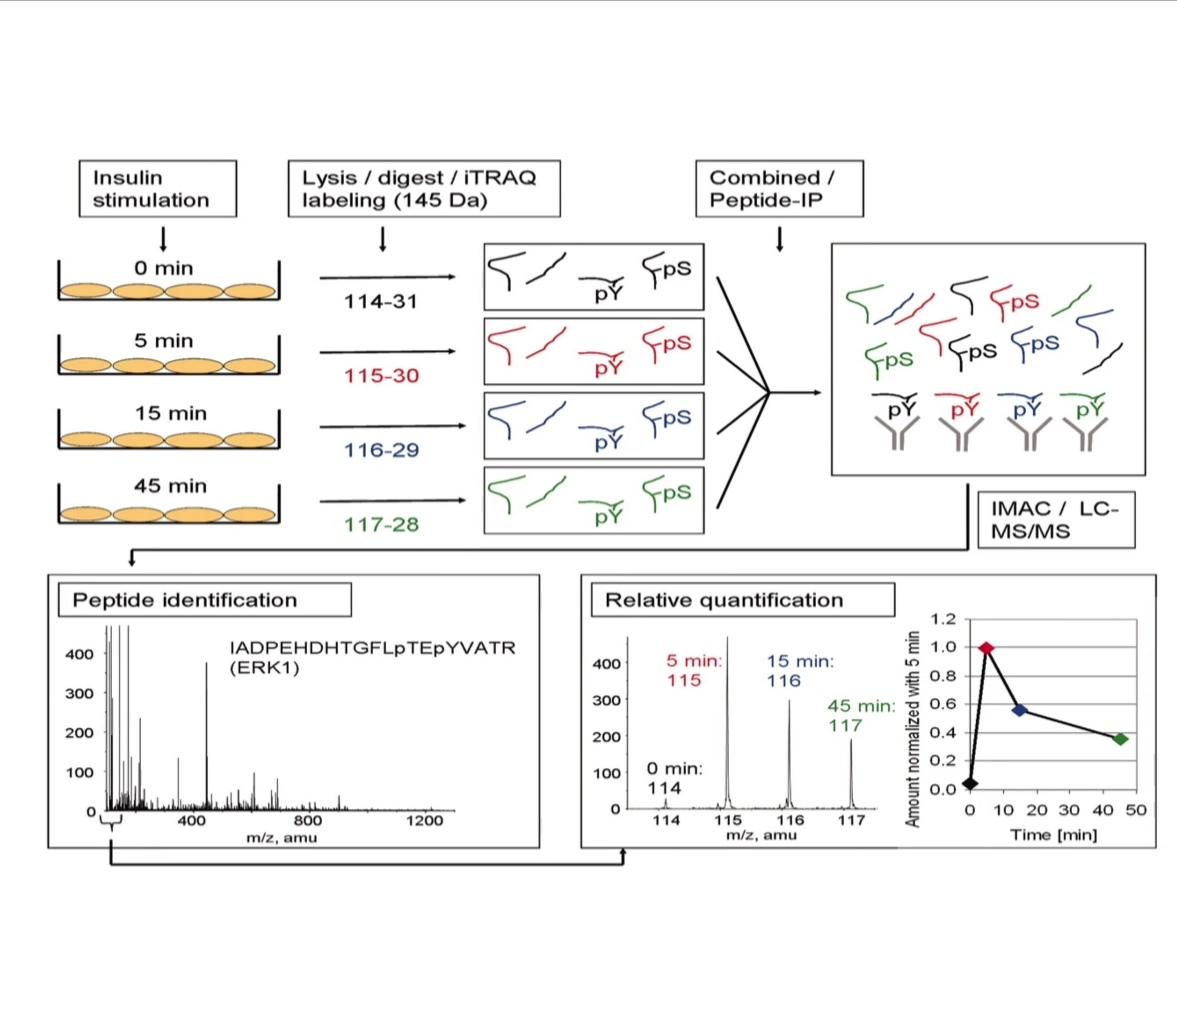 Insulin
stimulation
Lysis / digest / iTRAQ
labeling (145 Da)
Combined /
Peptide-IP
0 min
114-31
pY
pS
5 min
115-30
pY
pS
15 min
116-29
pY
pS
45 min
117-28
pY
pS
pS
pS
pS
pS
pY pY pY pY
IMAC / LC-
MS/MS
Peptide identification
IADPEHDHTGFLpTEpYVATR
(ERK1)
400
300
200
100
0
400 800 1200
m/z, amu
Relative quantification
400
300
200
100
0
0 min:
114
5 min:
115
15 min:
116
45 min:
117
114 115 116 117
m/z, amu
Amount normalized with 5 min
1.2
1.0
0.8
0.6
0.4
0.2
0.0
0 10 20 30 40 50
Time [min]